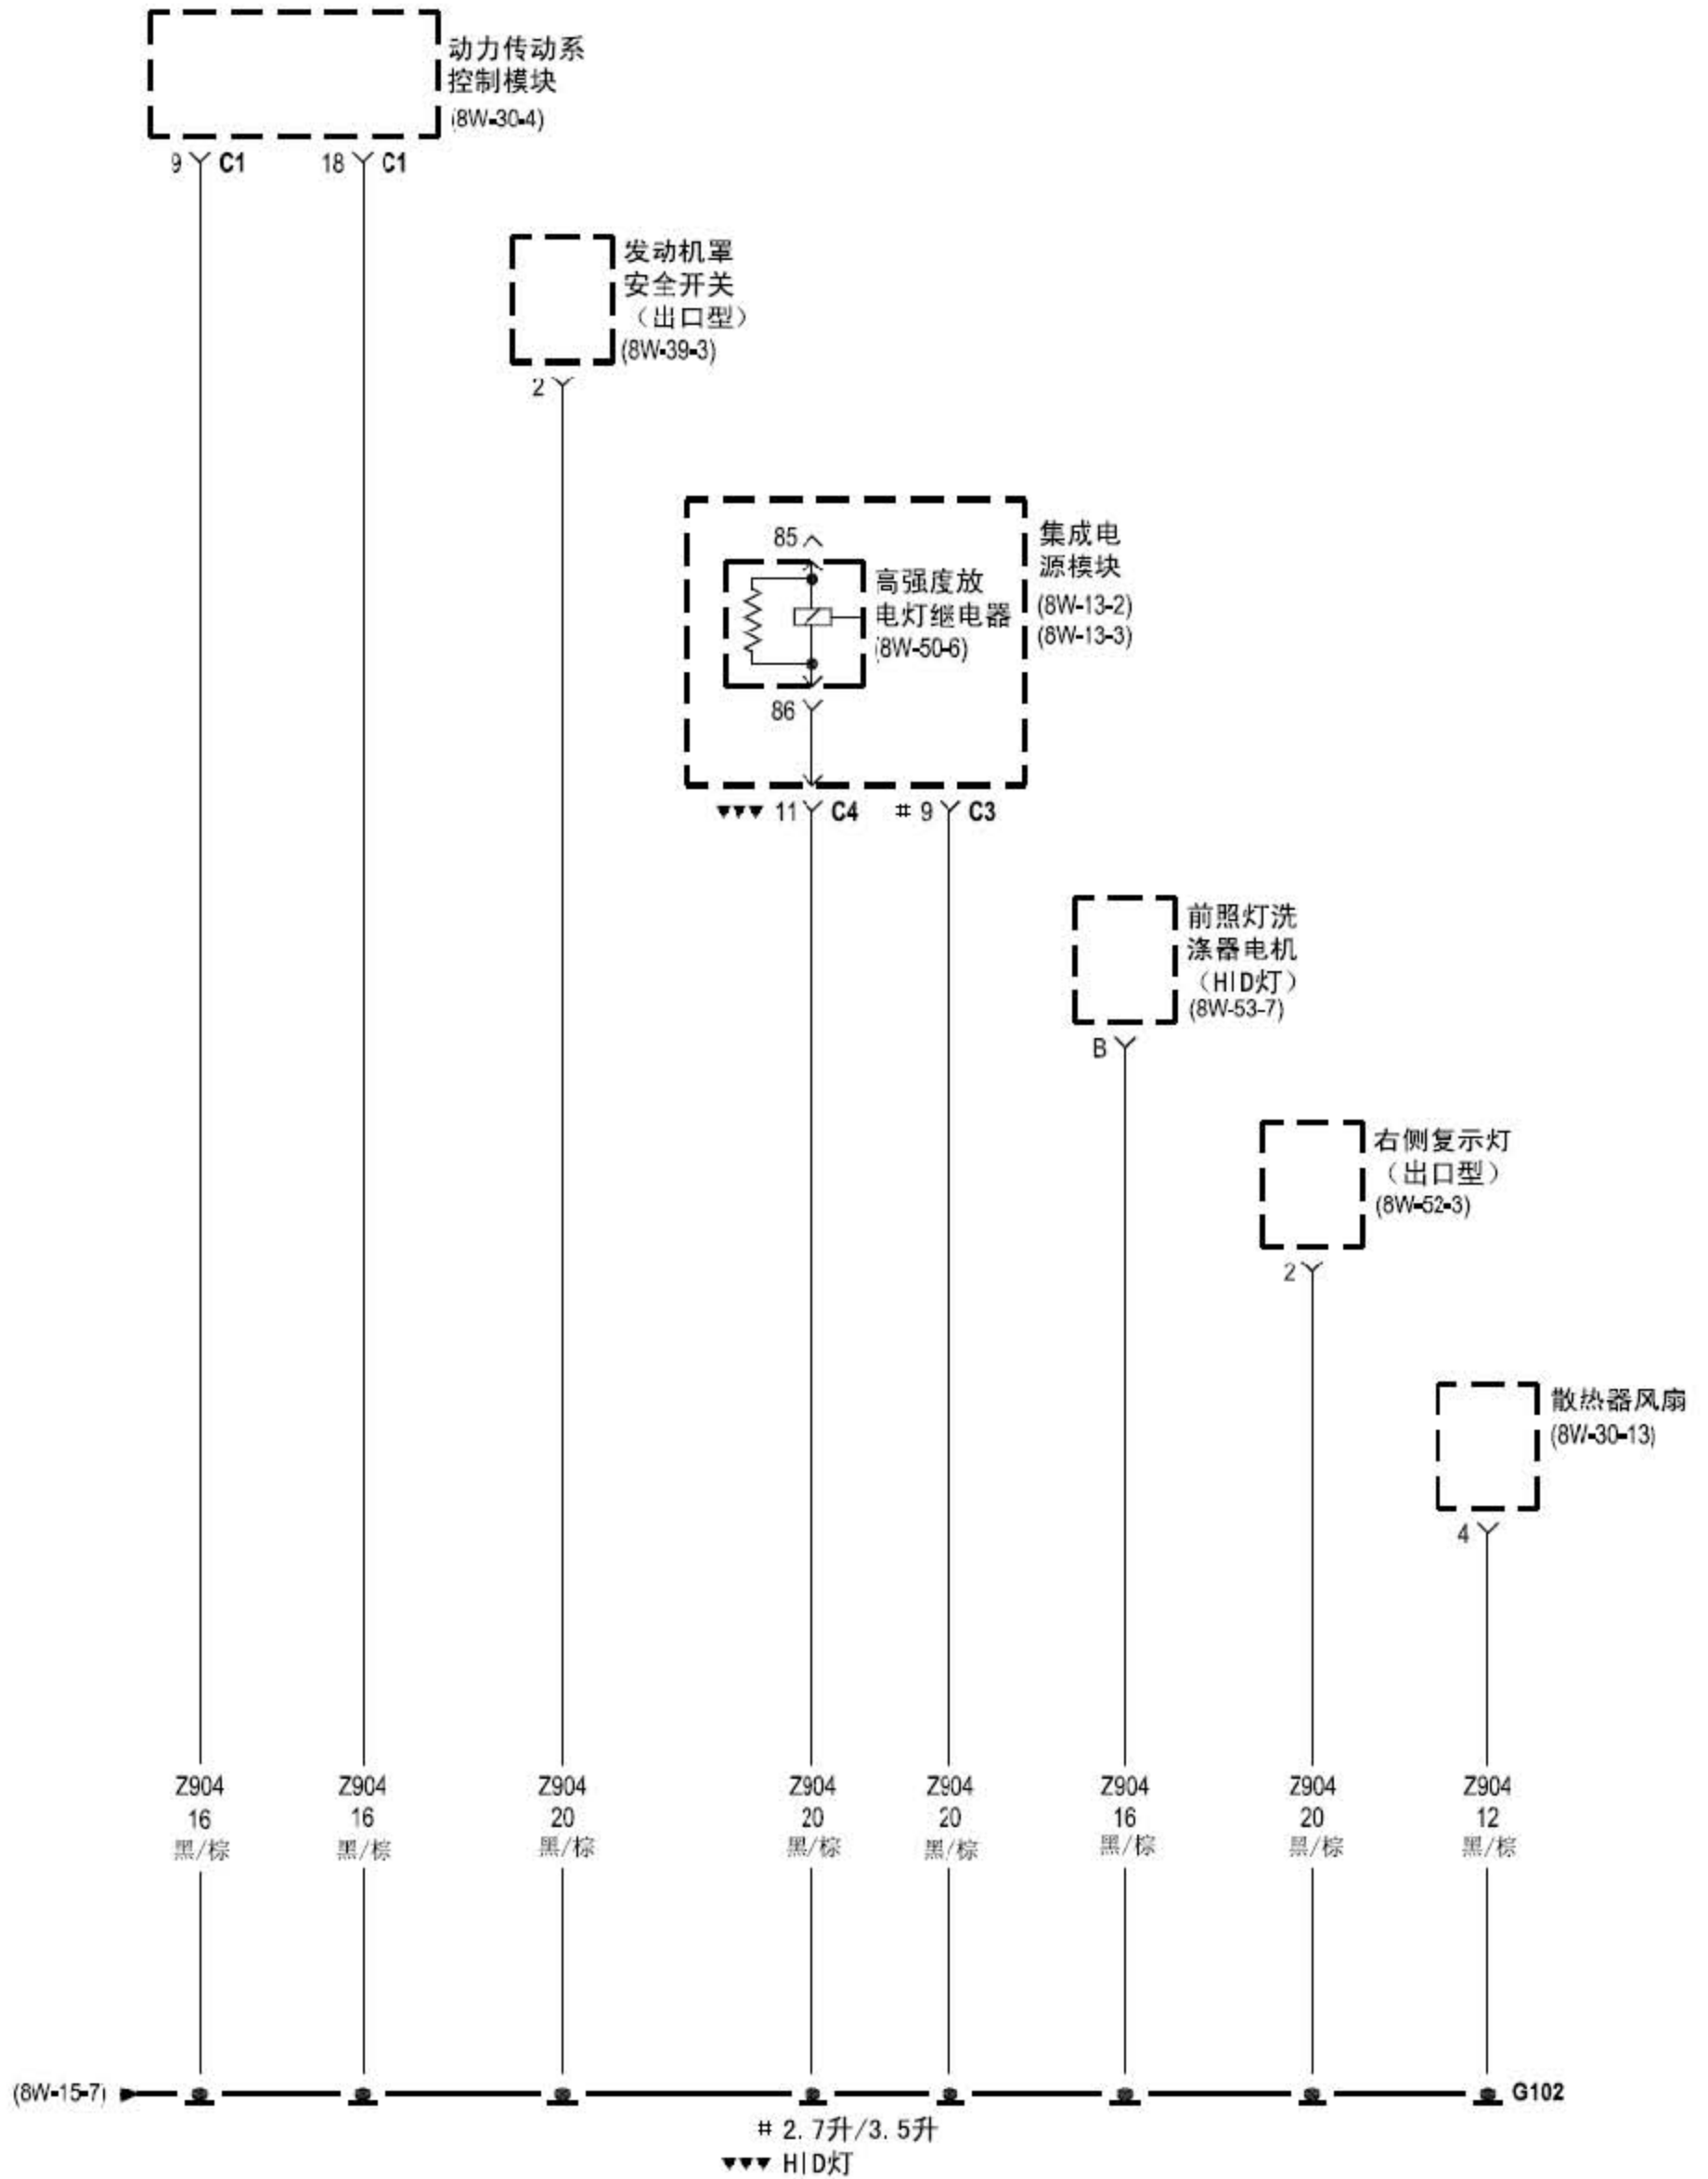 动力传动系
控制模块
(8W-30-4)
9 C1
18 C1
发动机罩
安全开关
（出口型）
(8W-39-3)
2
85
高强度放
电灯继电器
(8W-50-6)
86
集成电
源模块
(8W-13-2)
(8W-13-3)
▼▼▼ 11 C4
# 9 C3
前照灯洗
涤器电机
（HID灯）
(8W-53-7)
B
右侧复示灯
（出口型）
(8W-52-3)
2
散热器风扇
(8W-30-13)
4
Z904
16
黑/棕
Z904
16
黑/棕
Z904
20
黑/棕
Z904
20
黑/棕
Z904
20
黑/棕
Z904
16
黑/棕
Z904
20
黑/棕
Z904
12
黑/棕
(8W-15-7)
G102
# 2.7升/3.5升
▼▼▼ HID灯